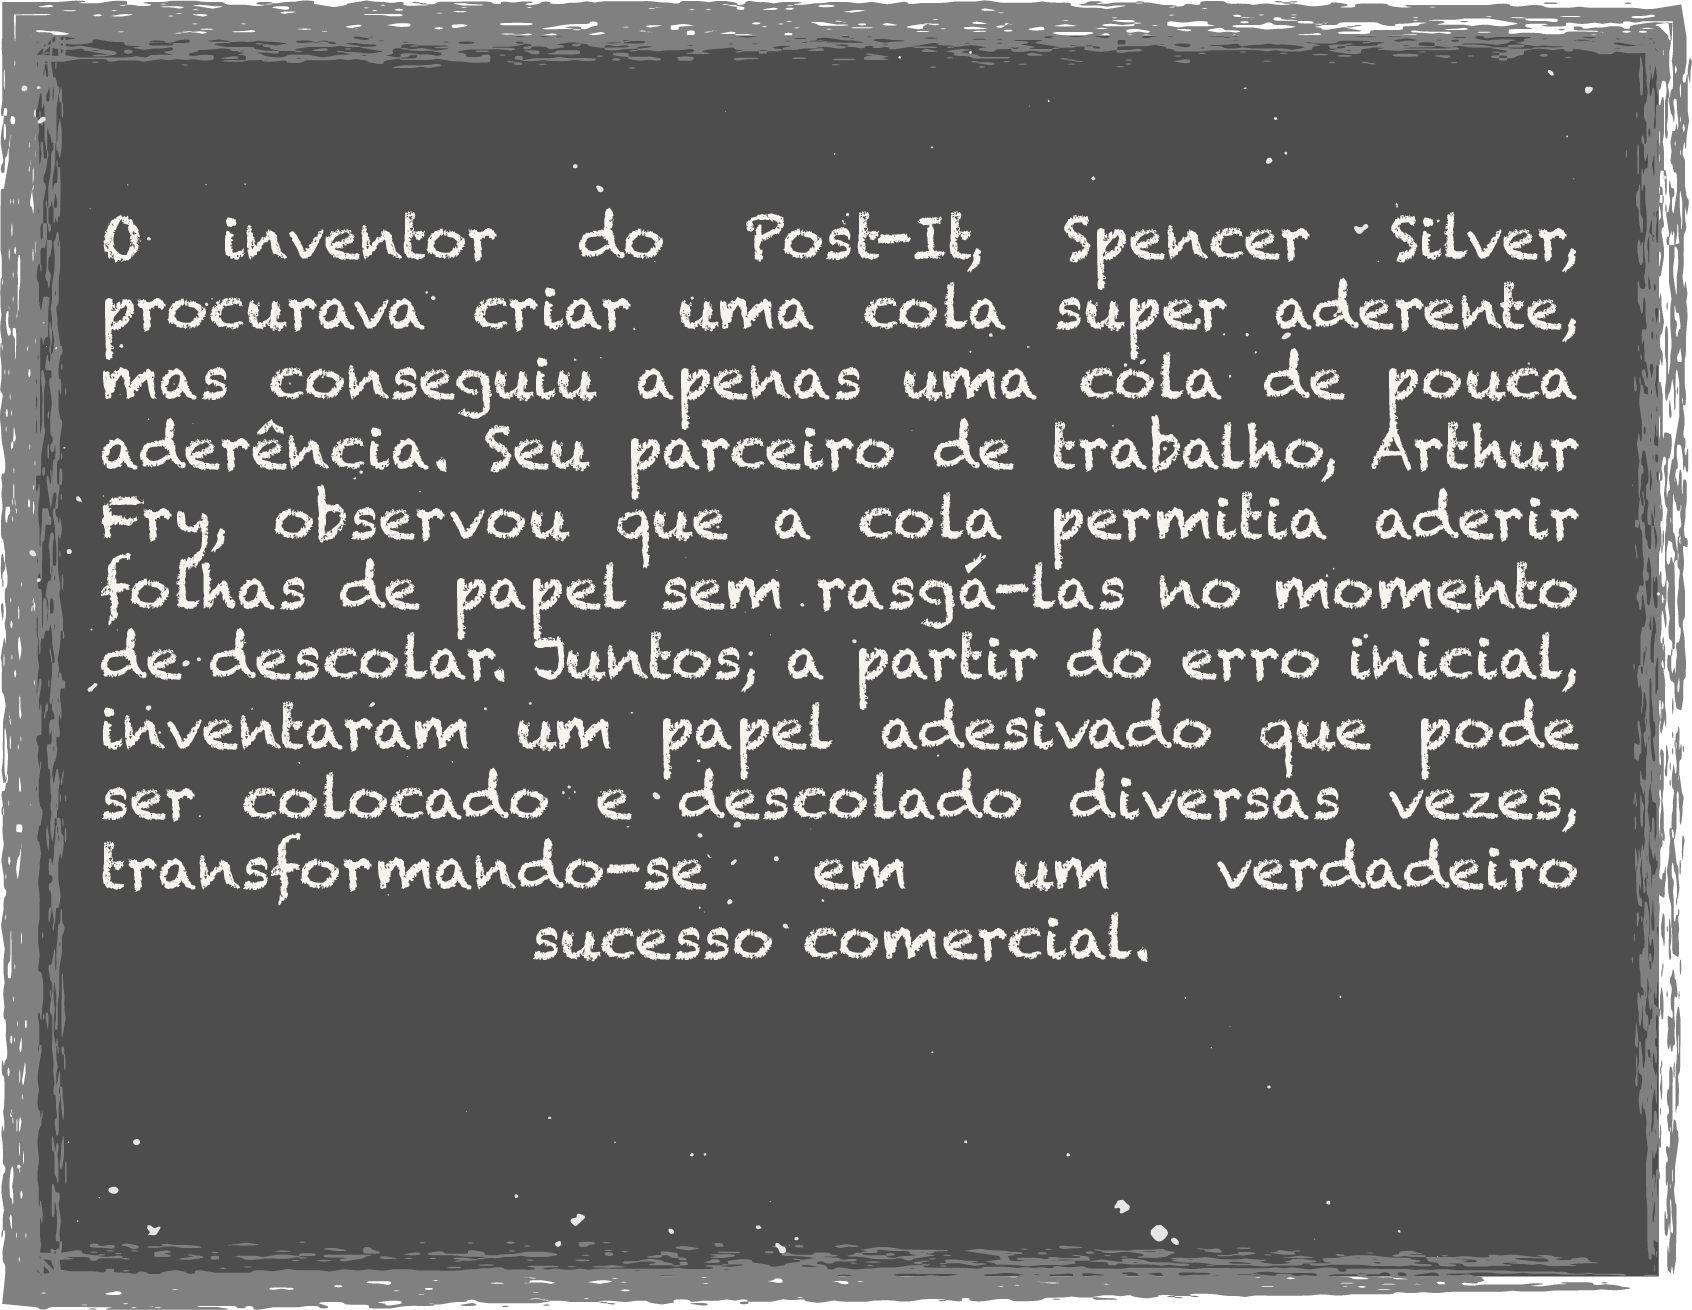 O inventor do Post-It, Spencer Silver,
procurava criar uma cola super aderente,
mas conseguiu apenas uma cola de pouca
aderência. Seu parceiro de trabalho, Arthur
Fry, observou que a cola permitia aderir
folhas de papel sem rasgá-las no momento
de descolar. Juntos, a partir do erro inicial,
inventaram um papel adesivado que pode
ser colocado e descolado diversas vezes,
transformando-se em um verdadeiro
sucesso comercial.